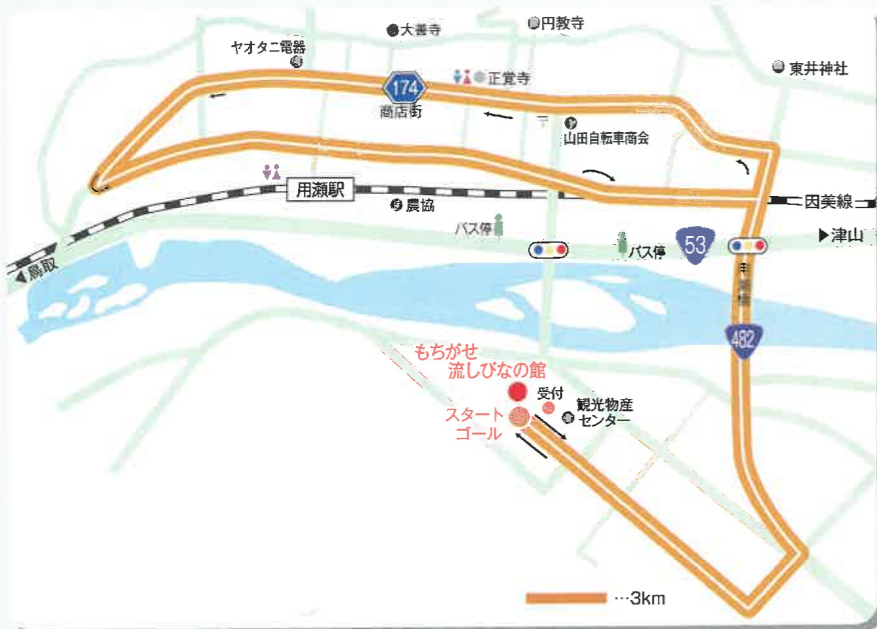 大善寺
円教寺
ヤオタニ電器
東井神社
174
正覚寺
商店街
〒
山田自転車商会
用瀬駅
農協
因美線
バス停
バス停
53
▶津山
◀鳥取
482
もちがせ
流しびなの館
受付
スタート
ゴール
観光物産
センター
…3km